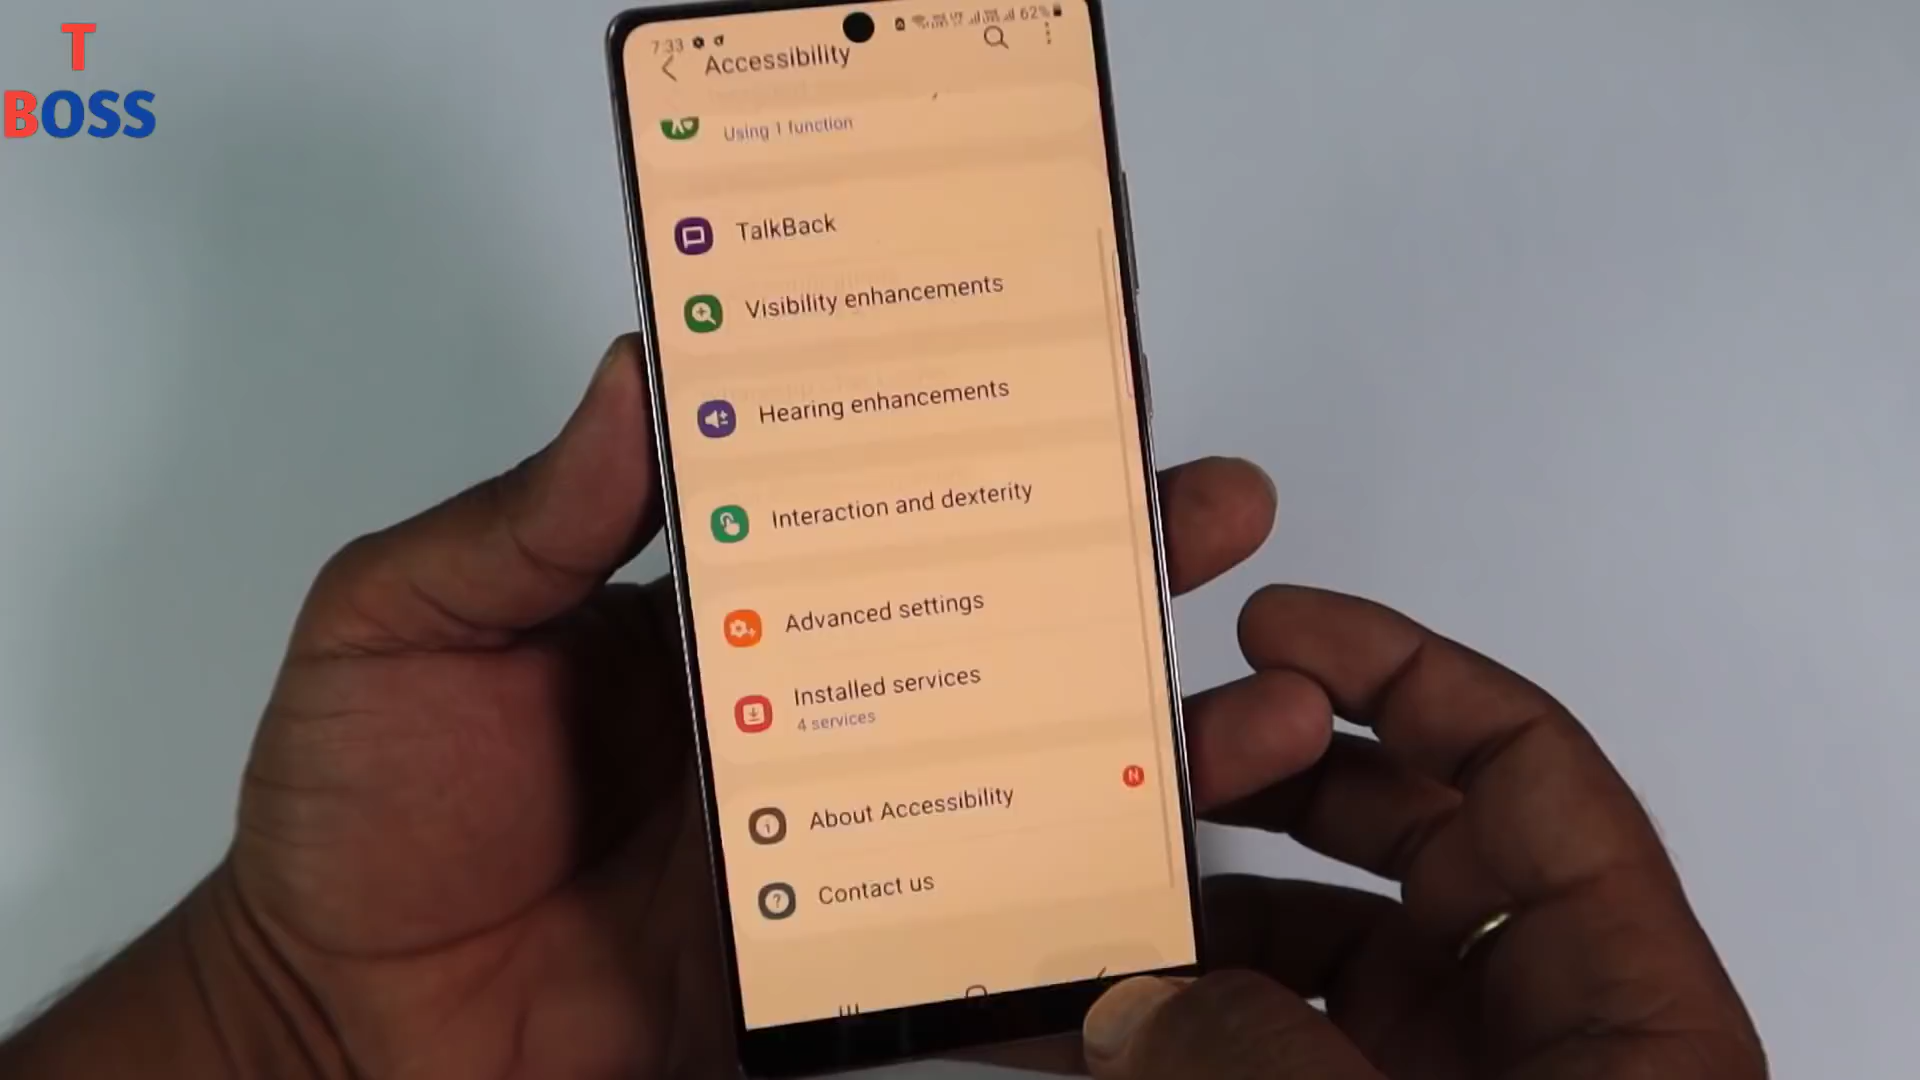 T
BOSS
7:33
62%
Accessibility
Using 1 function
TalkBack
Visibility enhancements
Hearing enhancements
Interaction and dexterity
Advanced settings
Installed services
4 services
About Accessibility
N
Contact us